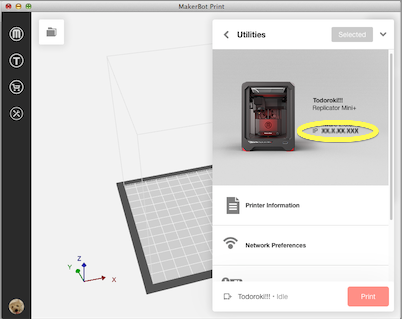 MakerBot Print
Utilities
Selected
Todoroki!!!
Replicator Mini+
IP XX.X.XX.XXX
Printer Information
Network Preferences
Z
Y
X
Todoroki!!! • Idle
Print